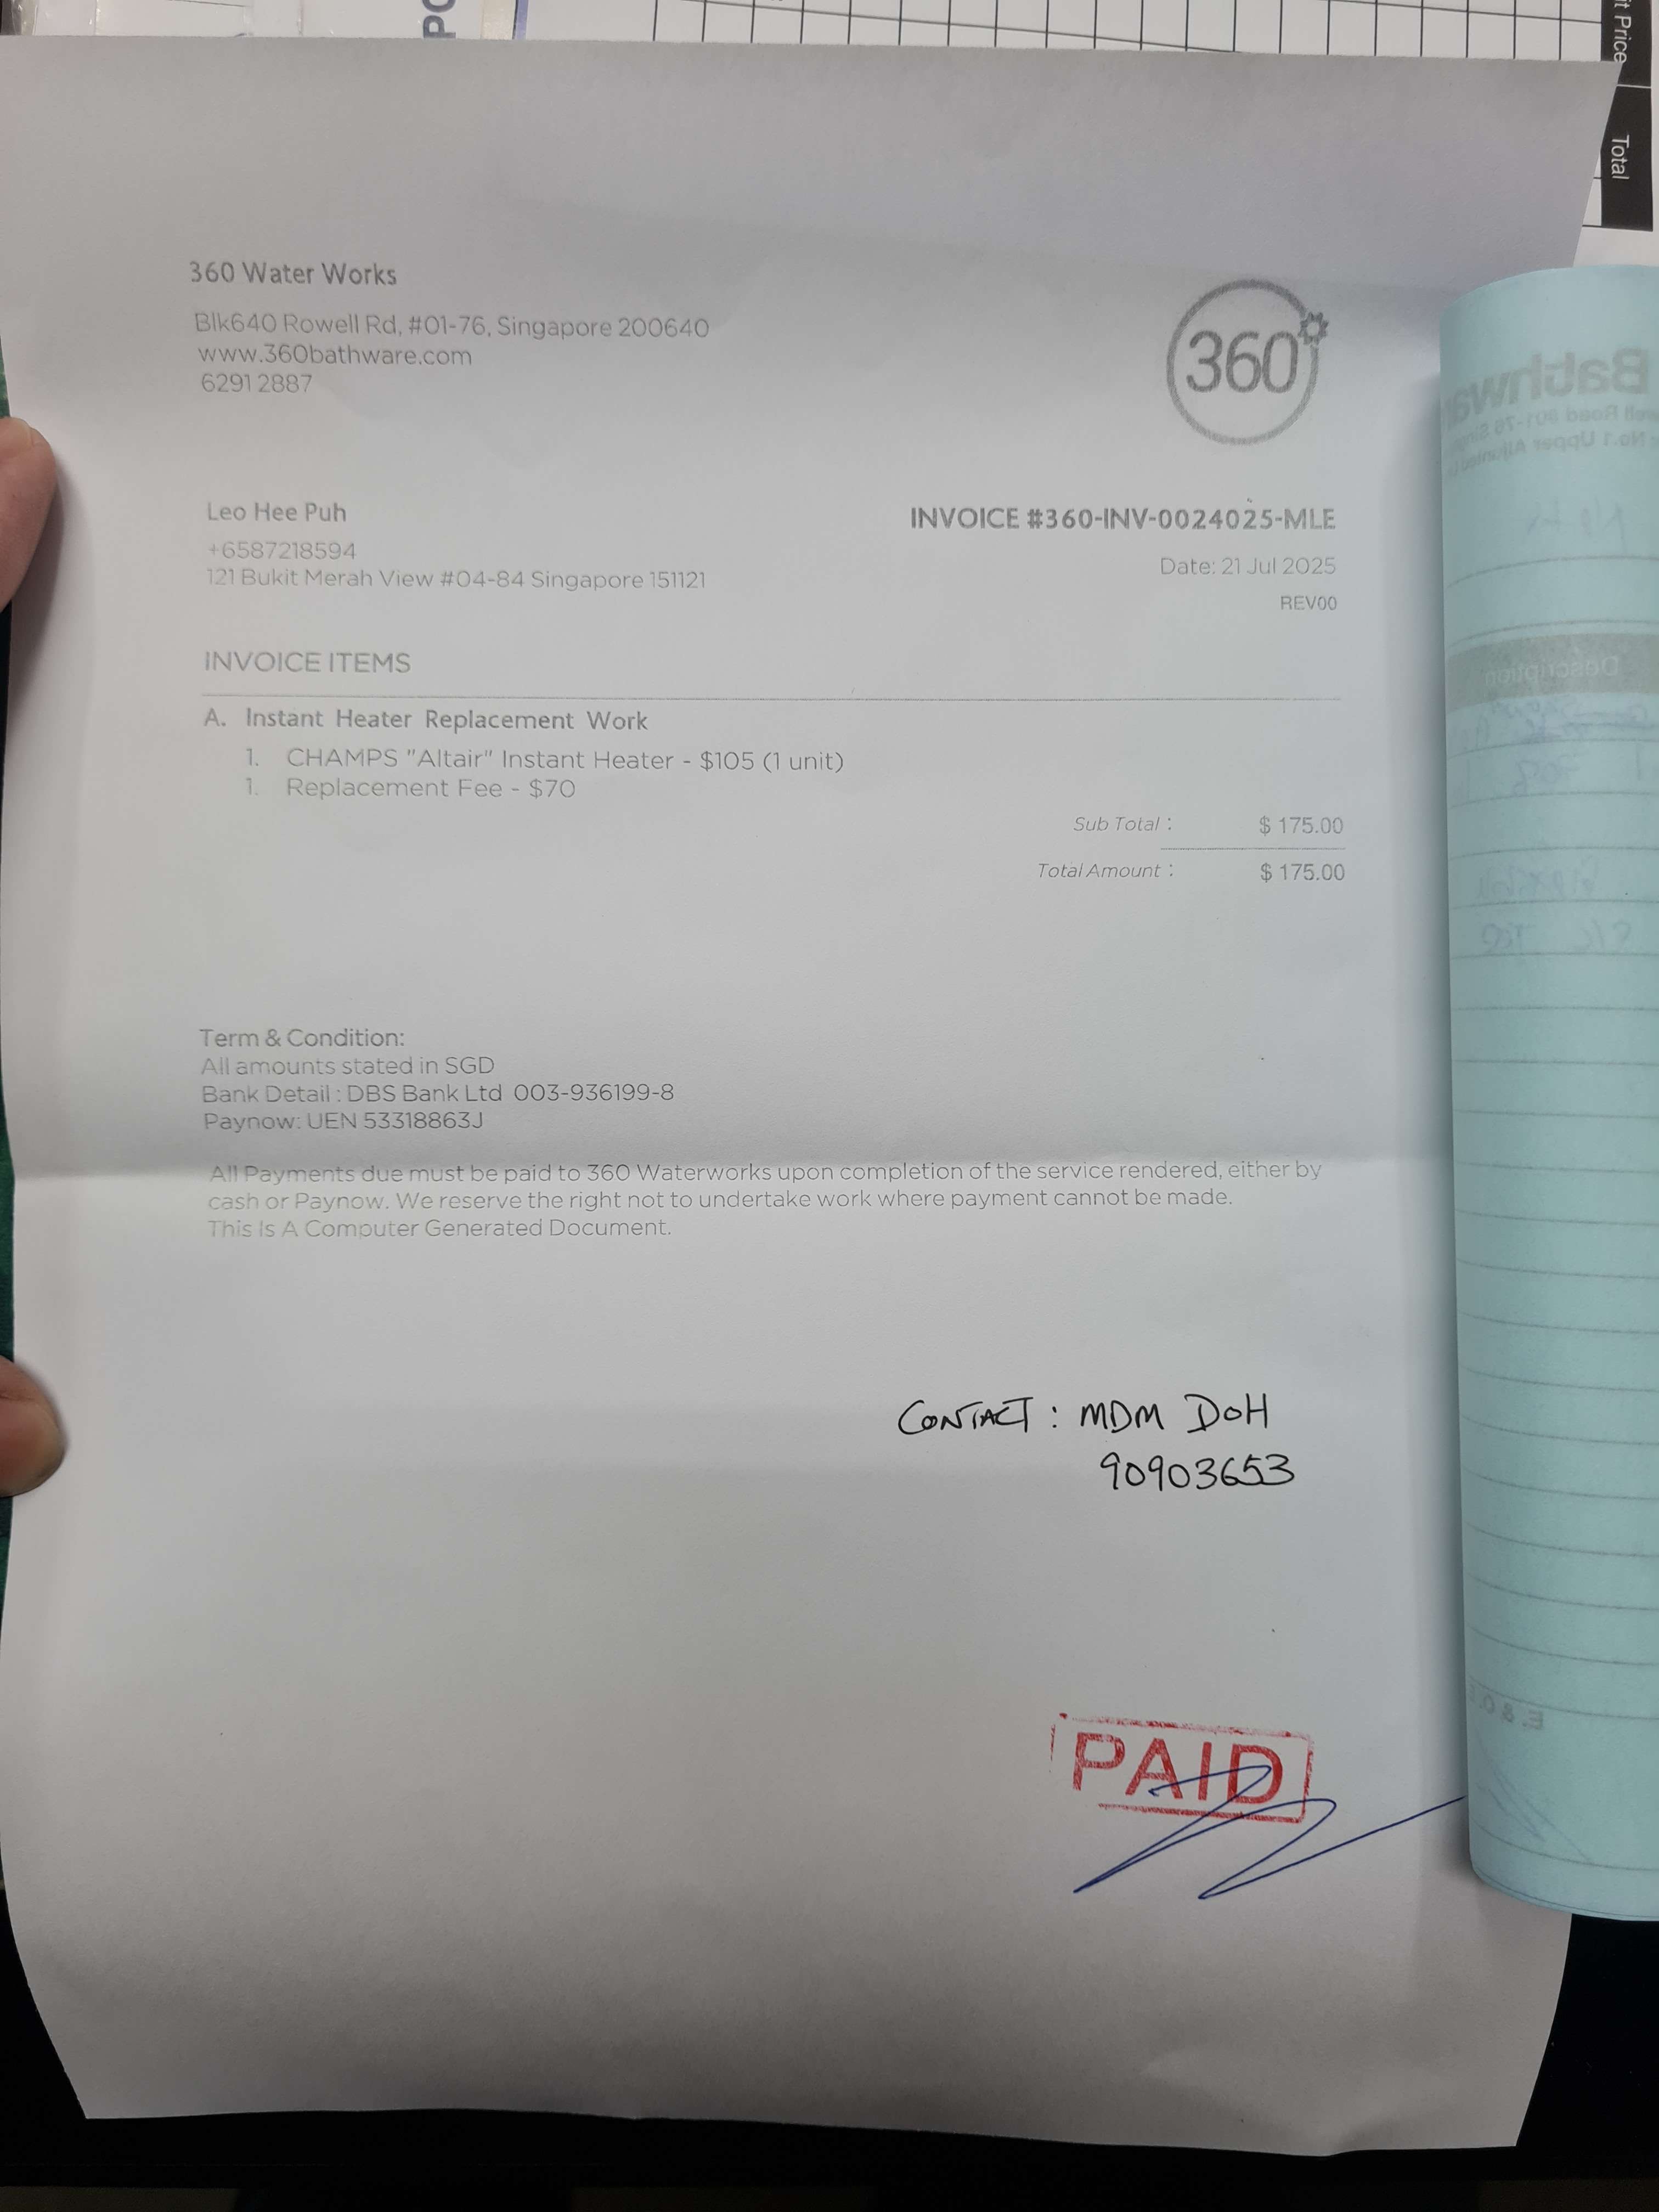 PO
it Price
Total
360 Water Works
Blk640 Rowell Rd, #01-76, Singapore 200640
www.360bathware.com
6291 2887
360
Leo Hee Puh
+6587218594
121 Bukit Merah View #04-84 Singapore 151121
INVOICE #360-INV-0024025-MLE
Date: 21 Jul 2025
REV00
INVOICE ITEMS
A. Instant Heater Replacement Work
1. CHAMPS "Altair" Instant Heater - $105 (1 unit)
1. Replacement Fee - $70
Sub Total : $ 175.00
Total Amount : $ 175.00
Term & Condition:
All amounts stated in SGD
Bank Detail : DBS Bank Ltd 003-936199-8
Paynow: UEN 53318863J
All Payments due must be paid to 360 Waterworks upon completion of the service rendered, either by
cash or Paynow. We reserve the right not to undertake work where payment cannot be made.
This Is A Computer Generated Document.
CONTACT : MDM DOH
90903653
PAID
Bathwa
Description
E. & O.